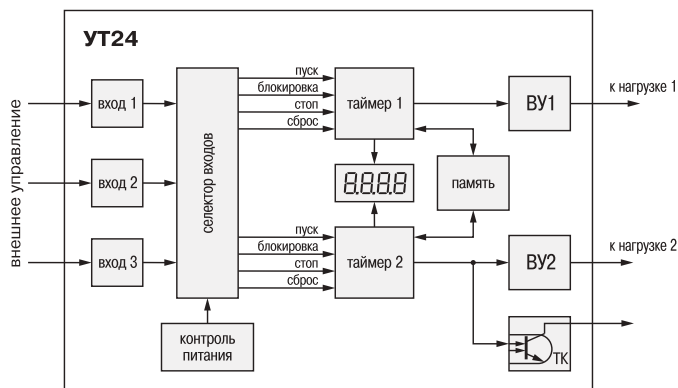 УТ24
внешнее управление
вход 1
вход 2
вход 3
селектор входов
контроль
питания
пуск
блокировка
стоп
сброс
таймер 1
8.8.8.8
память
пуск
блокировка
стоп
сброс
таймер 2
ВУ1
к нагрузке 1
ВУ2
к нагрузке 2
ТК